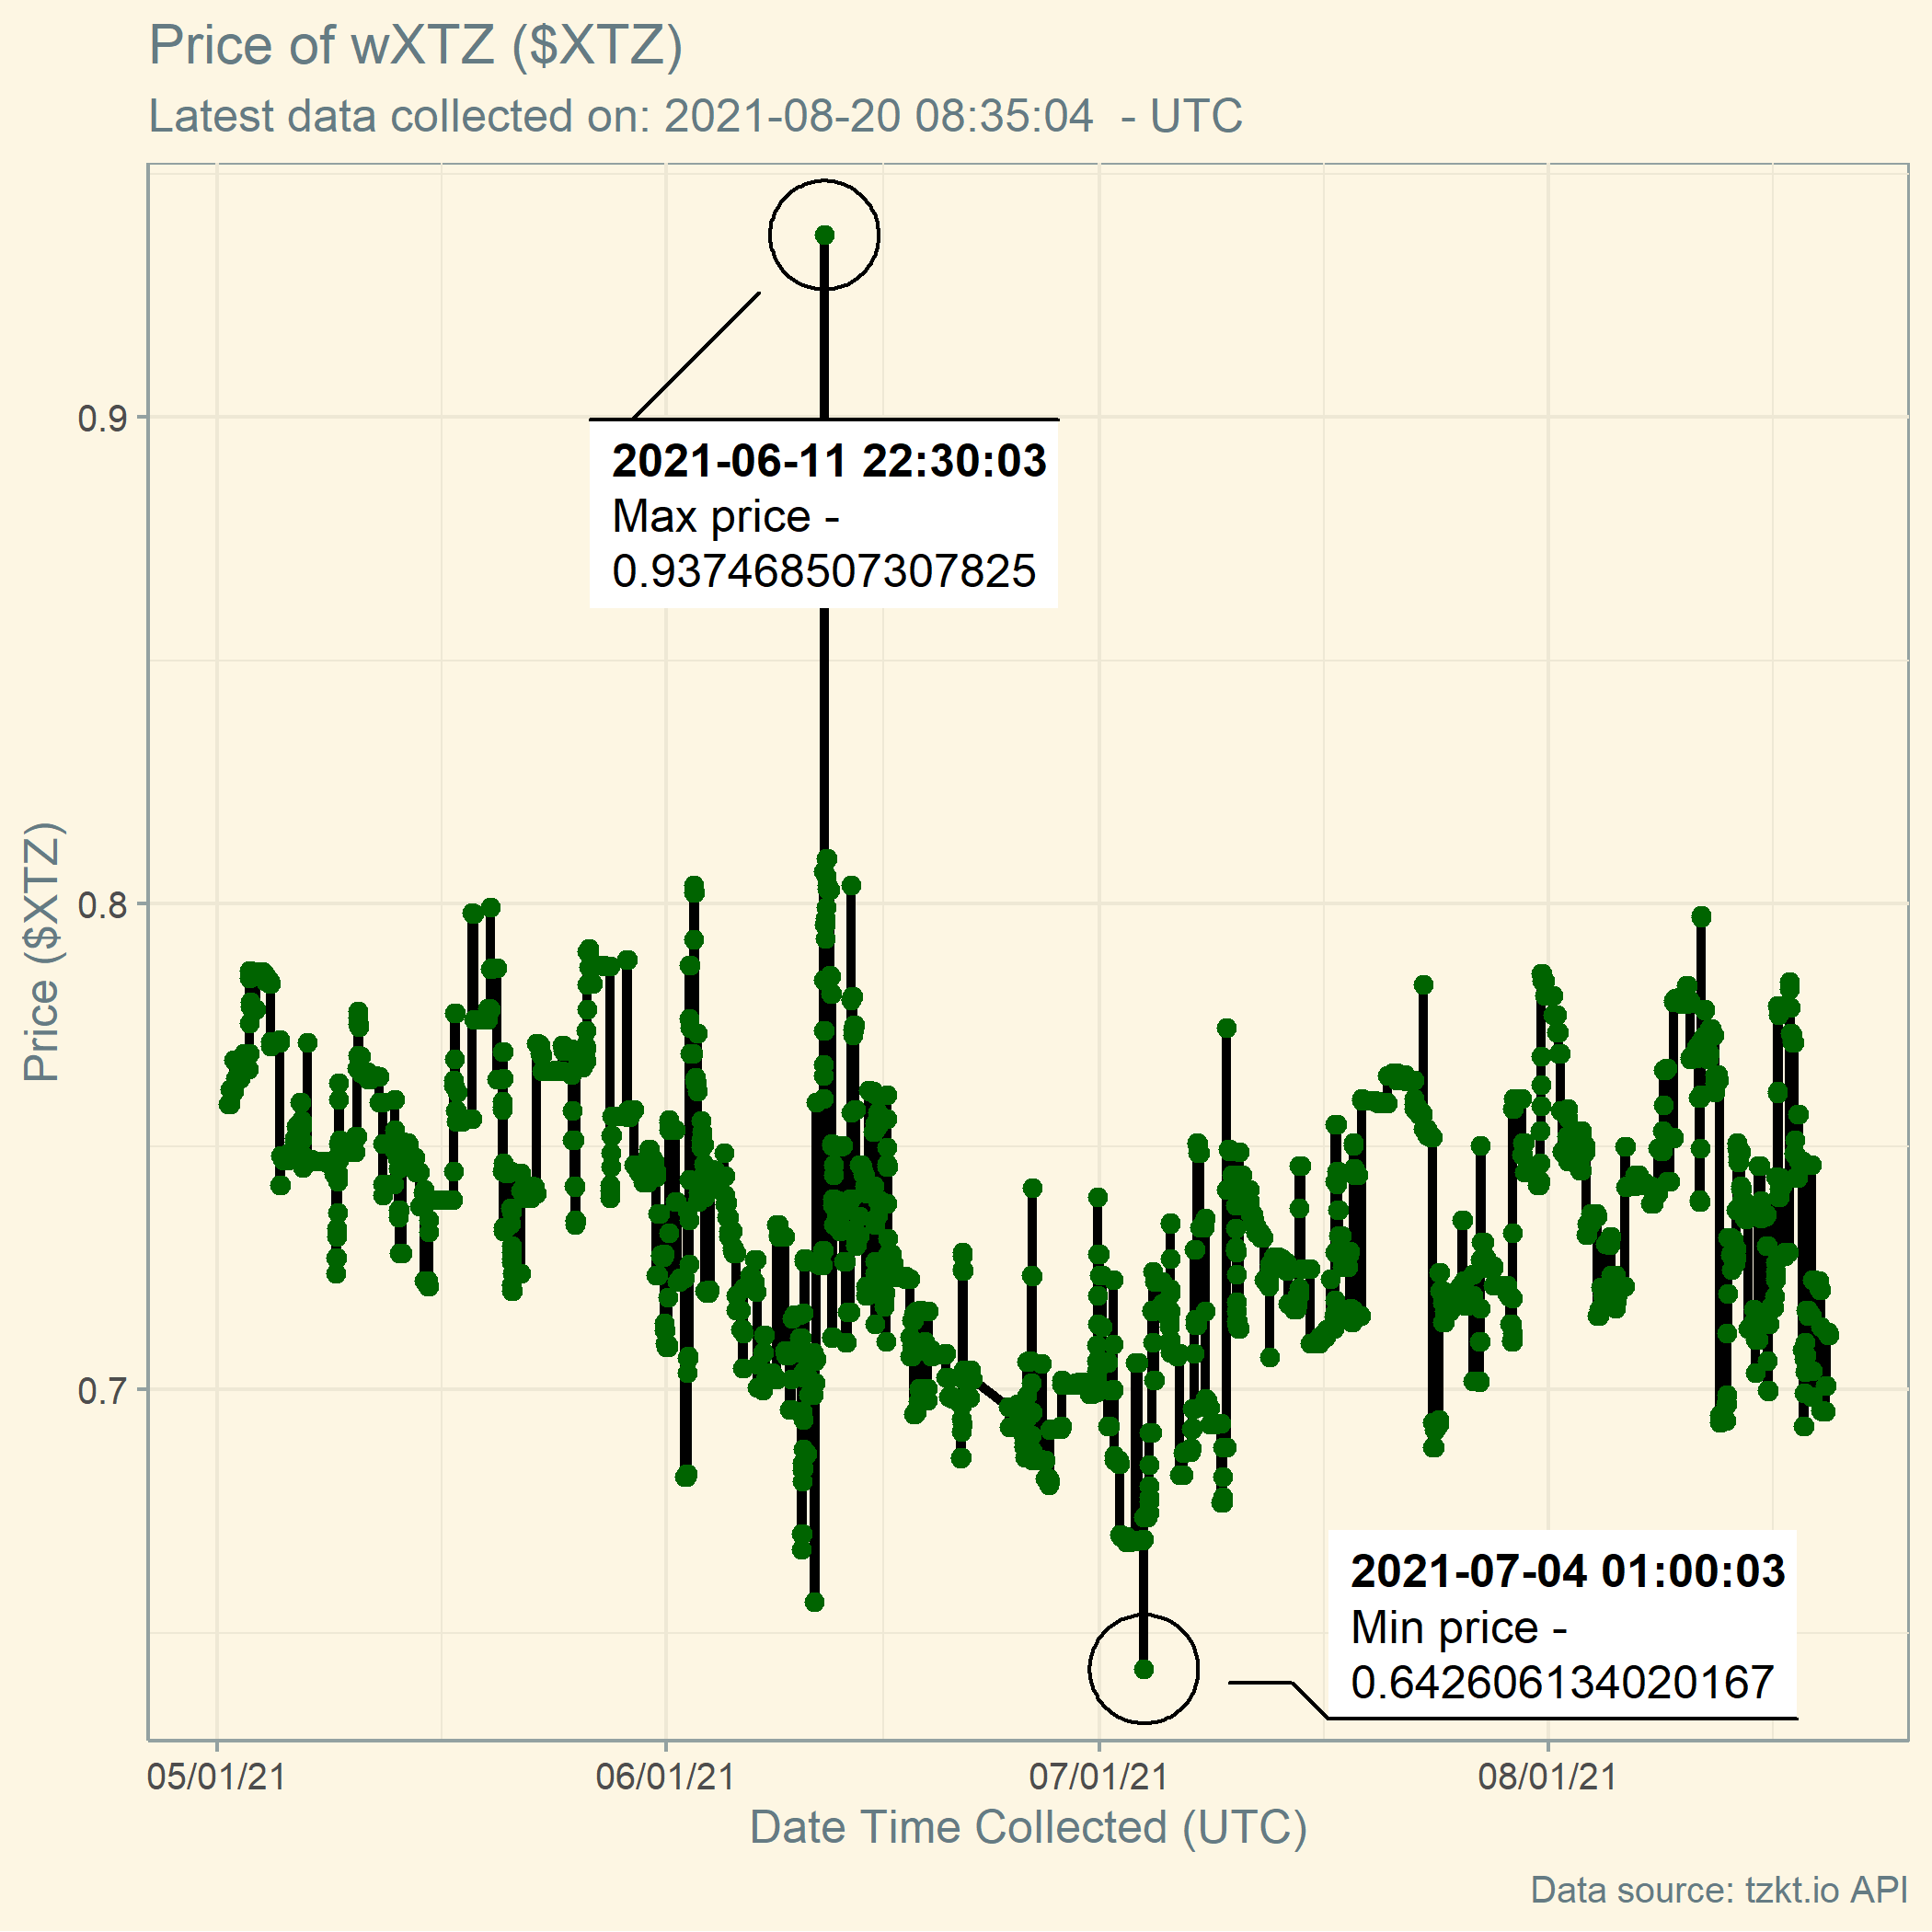 Price of wXTZ ($XTZ)
Latest data collected on: 2021-08-20 08:35:04  - UTC
2021-06-11 22:30:03
Max price -
0.937468507307825
2021-07-04 01:00:03
Min price -
0.642606134020167
Price ($XTZ)
0.9
0.8
0.7
05/01/21
06/01/21
07/01/21
08/01/21
Date Time Collected (UTC)
Data source: tzkt.io API